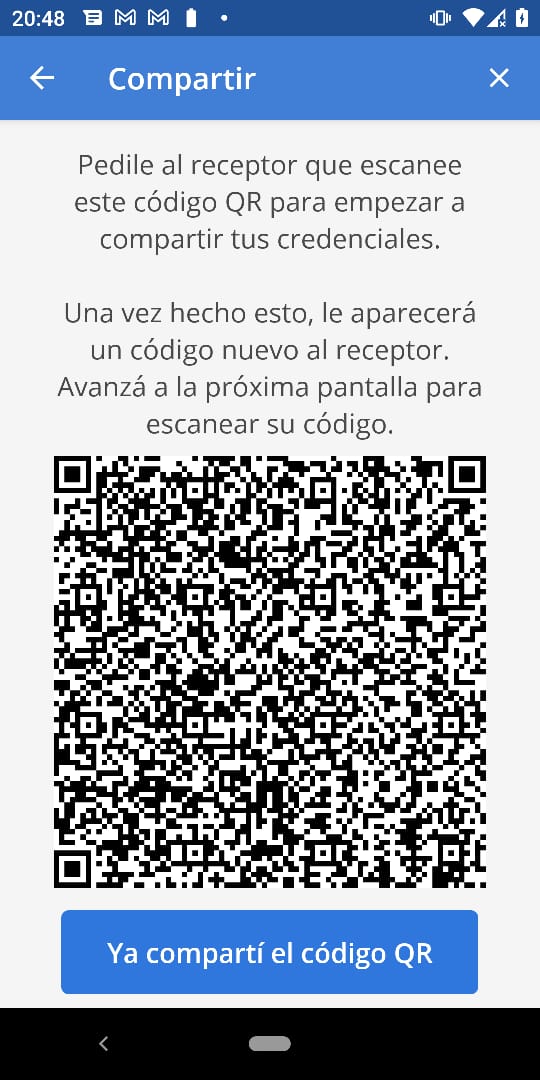 20:48
Compartir
Pedile al receptor que escanee
este código QR para empezar a
compartir tus credenciales.
Una vez hecho esto, le aparecerá
un código nuevo al receptor.
Avanzá a la próxima pantalla para
escanear su código.
Ya compartí el código QR